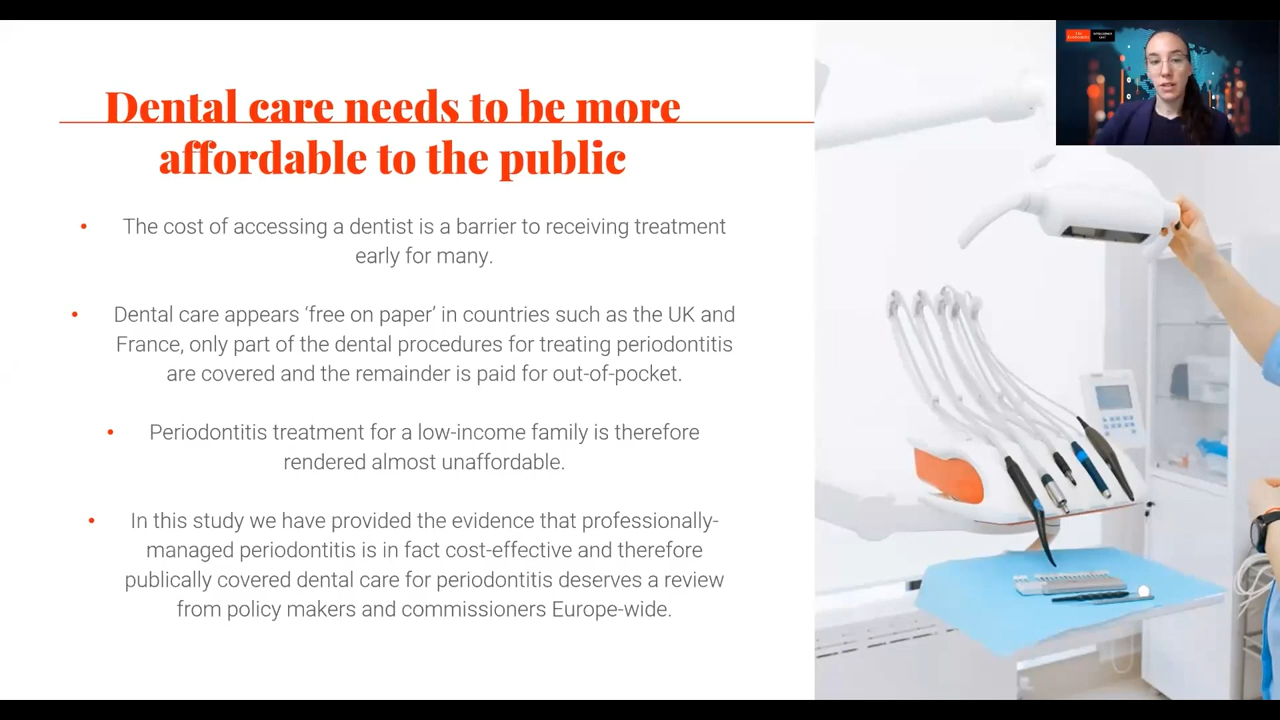 Dental care needs to be more
affordable to the public
• The cost of accessing a dentist is a barrier to receiving treatment
early for many.
• Dental care appears ‘free on paper’ in countries such as the UK and
France, only part of the dental procedures for treating periodontitis
are covered and the remainder is paid for out-of-pocket.
• Periodontitis treatment for a low-income family is therefore
rendered almost unaffordable.
• In this study we have provided the evidence that professionally-
managed periodontitis is in fact cost-effective and therefore
publically covered dental care for periodontitis deserves a review
from policy makers and commissioners Europe-wide.